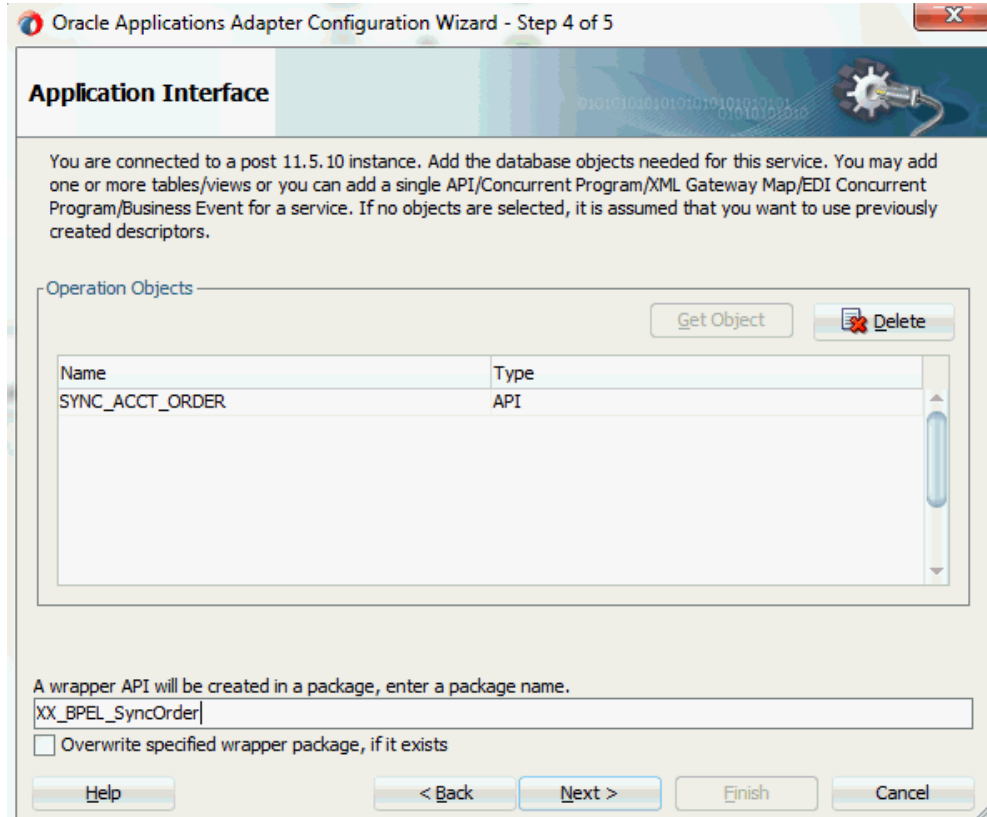 Oracle Applications Adapter Configuration Wizard - Step 4 of 5
Application Interface
You are connected to a post 11.5.10 instance. Add the database objects needed for this service. You may add
one or more tables/views or you can add a single API/Concurrent Program/XML Gateway Map/EDI Concurrent
Program/Business Event for a service. If no objects are selected, it is assumed that you want to use previously
created descriptors.
Operation Objects
Get Object
Delete
Name Type
SYNC_ACCT_ORDER API
A wrapper API will be created in a package, enter a package name.
XX_BPEL_SyncOrder
Overwrite specified wrapper package, if it exists
Help < Back Next > Finish Cancel